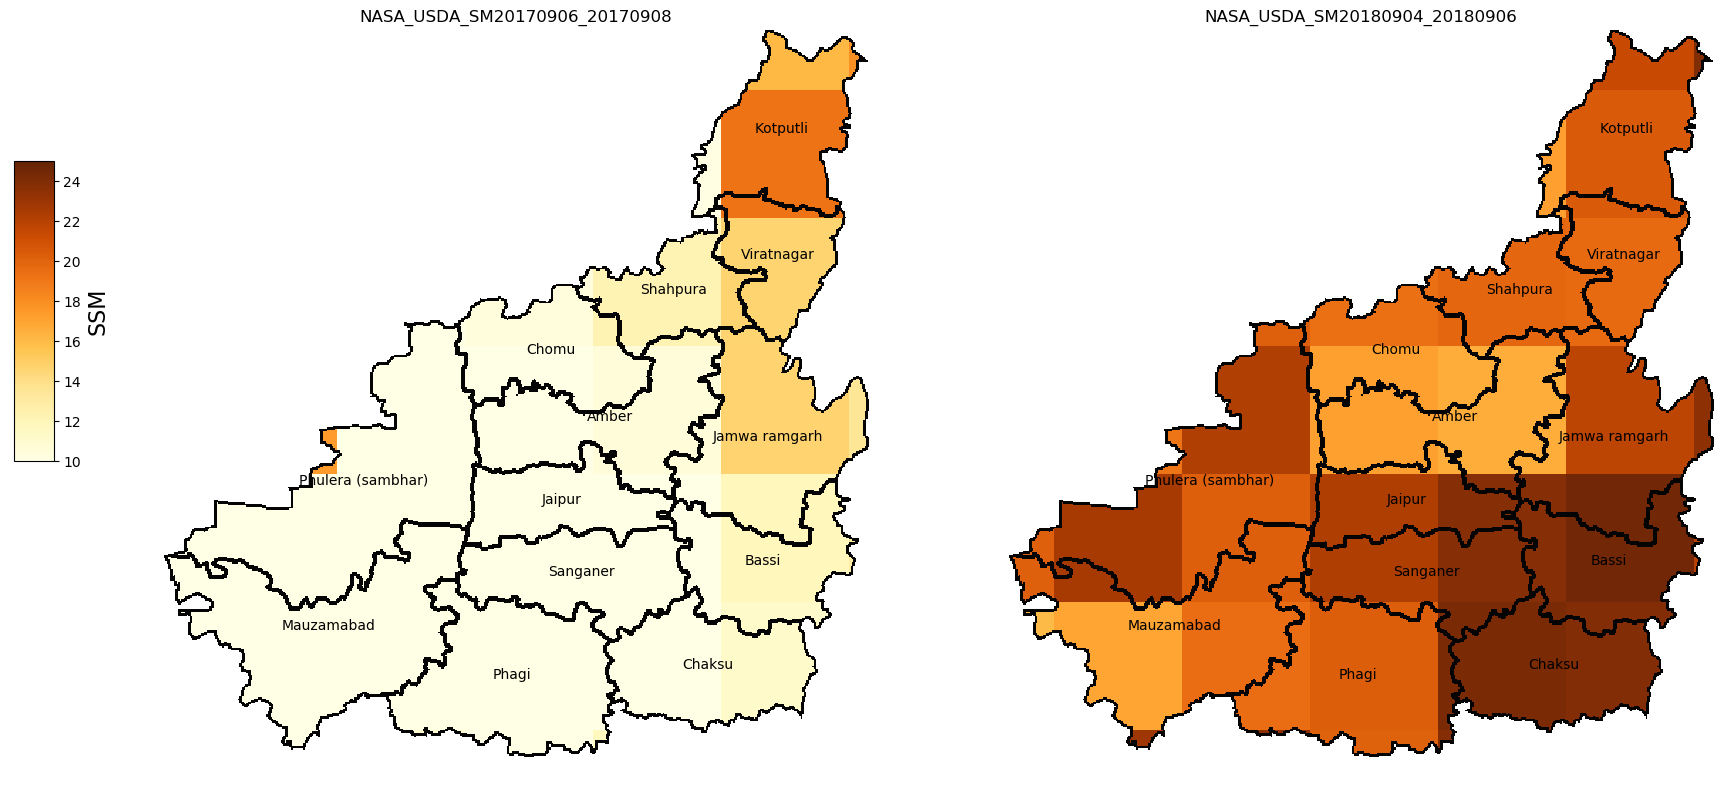 NASA_USDA_SM20170906_20170908
NASA_USDA_SM20180904_20180906
24
22
20
18
16
14
12
10
SSM
Kotputli
Viratnagar
Shahpura
Chomu
Amber
Jamwa ramgarh
Phulera (sambhar)
Jaipur
Bassi
Sanganer
Mauzamabad
Chaksu
Phagi
Kotputli
Viratnagar
Shahpura
Chomu
Amber
Jamwa ramgarh
Phulera (sambhar)
Jaipur
Bassi
Sanganer
Mauzamabad
Chaksu
Phagi